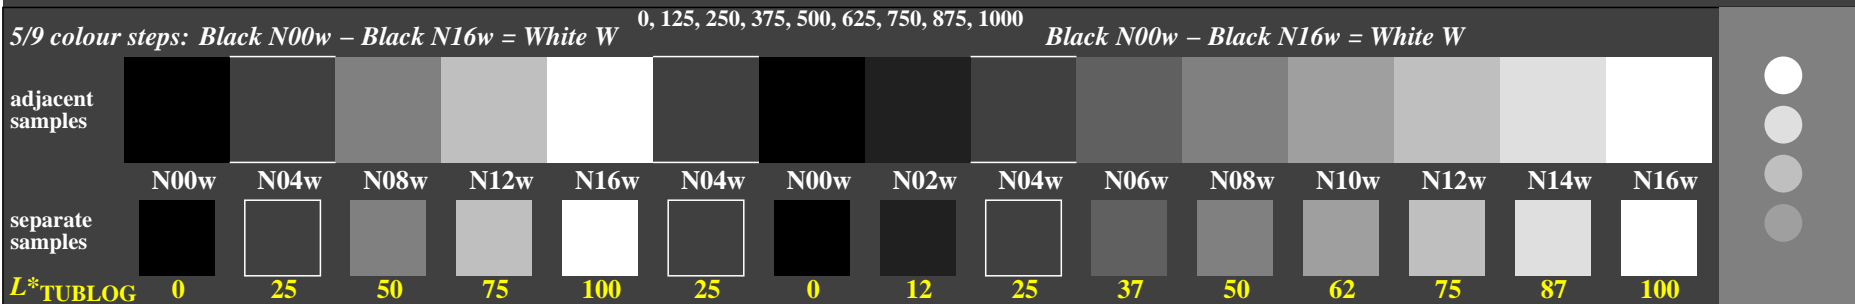 0, 125, 250, 375, 500, 625, 750, 875, 1000
5/9 colour steps: Black N00w – Black N16w = White W Black N00w – Black N16w = White W
adjacent
samples
N00w N04w N08w N12w N16w N04w N00w N02w N04w N06w N08w N10w N12w N14w N16w
separate
samples
L*TUBLOG 0 25 50 75 100 25 0 12 25 37 50 62 75 87 100